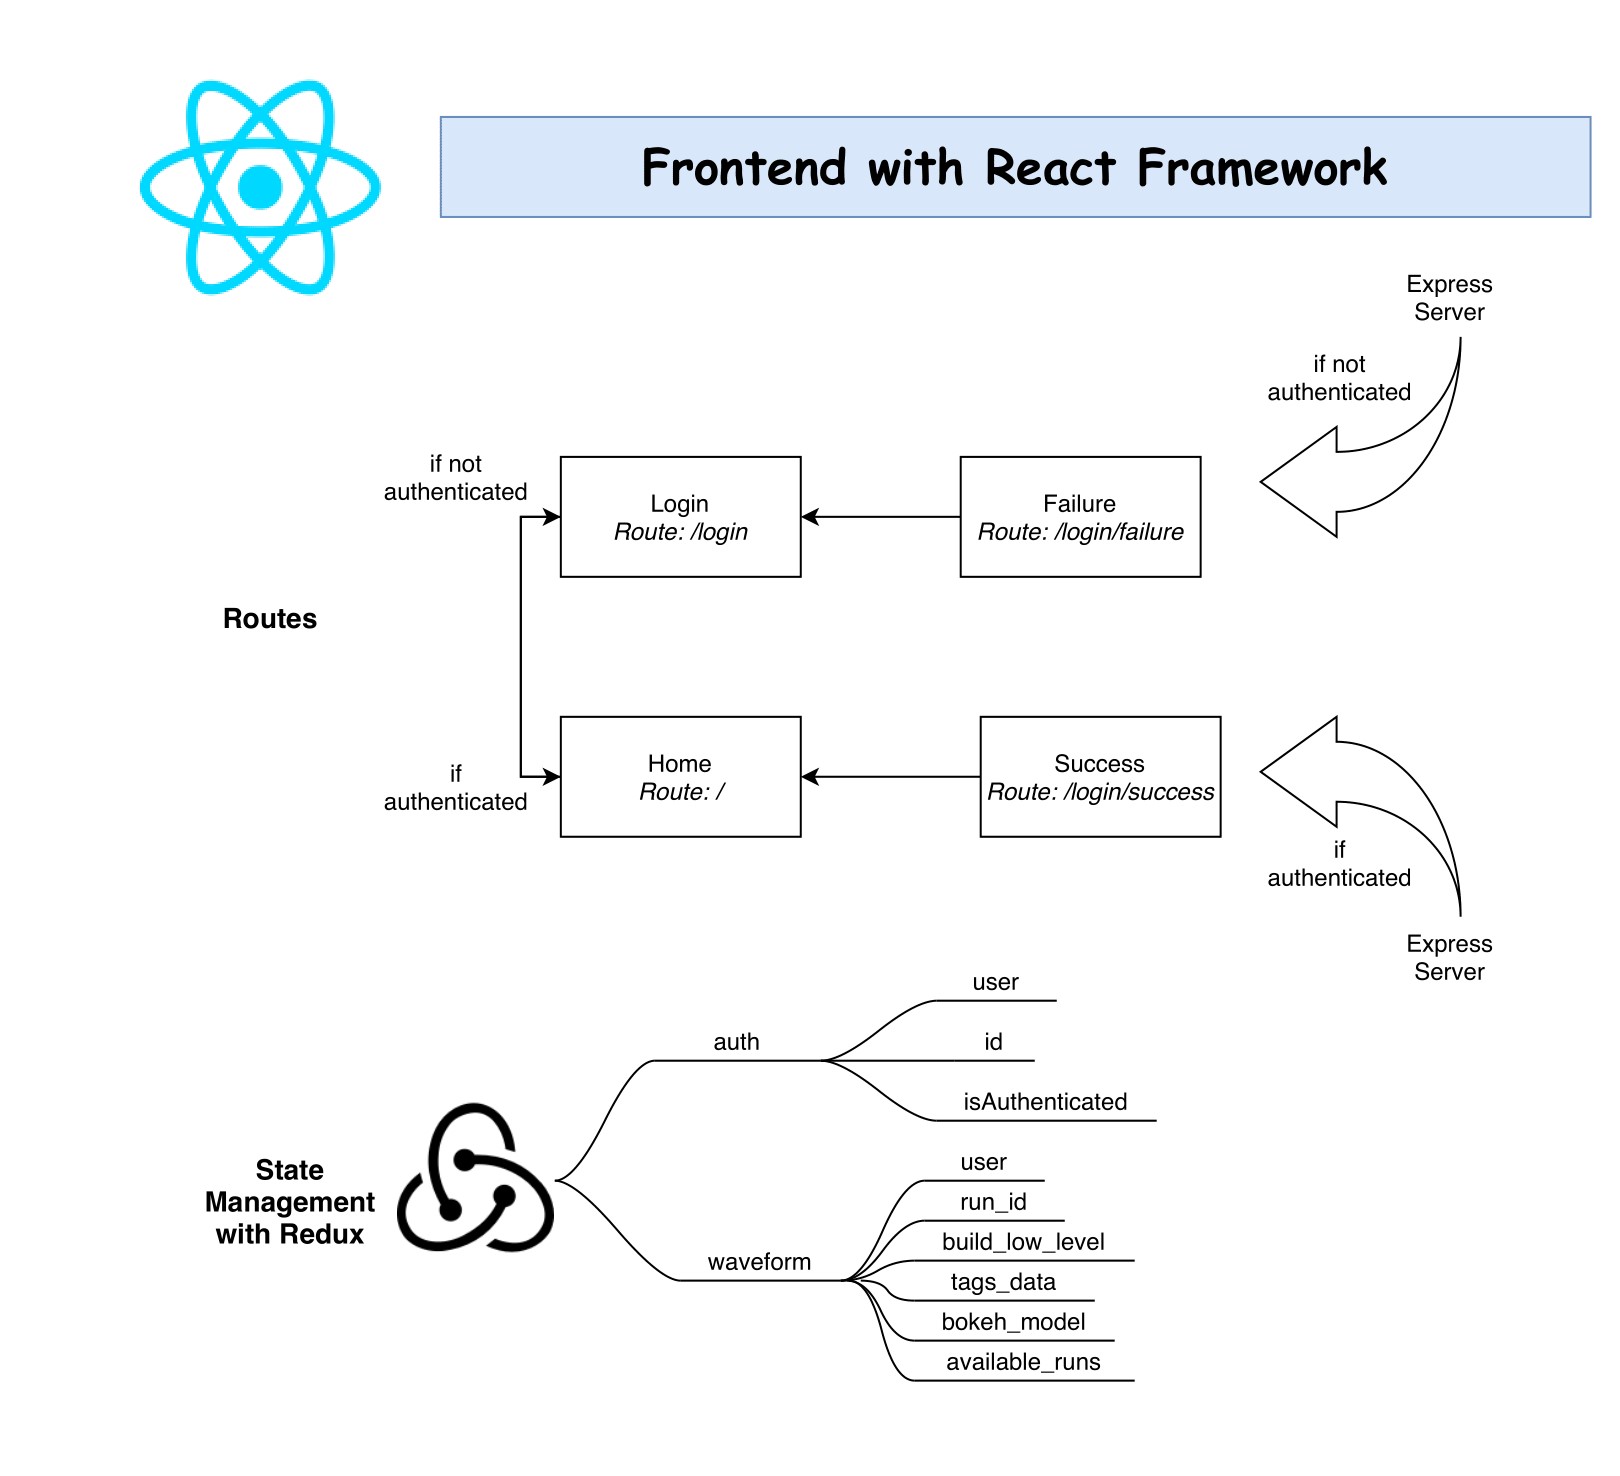 Frontend with React Framework
Express
Server
if not
authenticated
if not
authenticated
Login
Route: /login
Failure
Route: /login/failure
Routes
if
authenticated
Home
Route: /
Success
Route: /login/success
if
authenticated
Express
Server
State
Management
with Redux
auth
user
id
isAuthenticated
waveform
user
run_id
build_low_level
tags_data
bokeh_model
available_runs